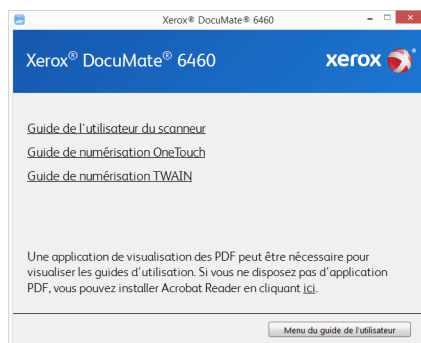 Xerox® DocuMate® 6460
Xerox® DocuMate® 6460
xerox
Guide de l'utilisateur du scanneur
Guide de numérisation OneTouch
Guide de numérisation TWAIN
Une application de visualisation des PDF peut être nécessaire pour
visualiser les guides d'utilisation. Si vous ne disposez pas d'application
PDF, vous pouvez installer Acrobat Reader en cliquant ici.
Menu du guide de l'utilisateur